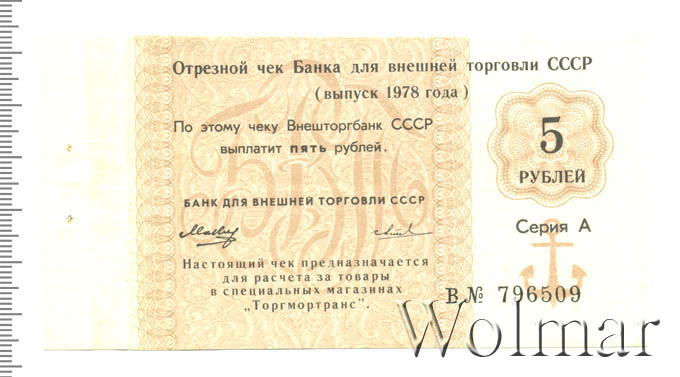 Отрезной чек Банка для внешней торговли СССР
(выпуск 1978 года)
По этому чеку Внешторгбанк СССР
выплатит пять рублей.
5
РУБЛЕЙ
БАНК ДЛЯ ВНЕШНЕЙ ТОРГОВЛИ СССР
Серия А
Настоящий чек предназначается
для расчета за товары
в специальных магазинах
„Торгмортранс".
В № 796509
Wolmar